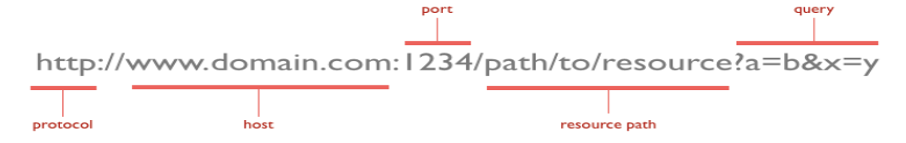 port query
http://www.domain.com:1234/path/to/resource?a=b&x=y
protocol host resource path